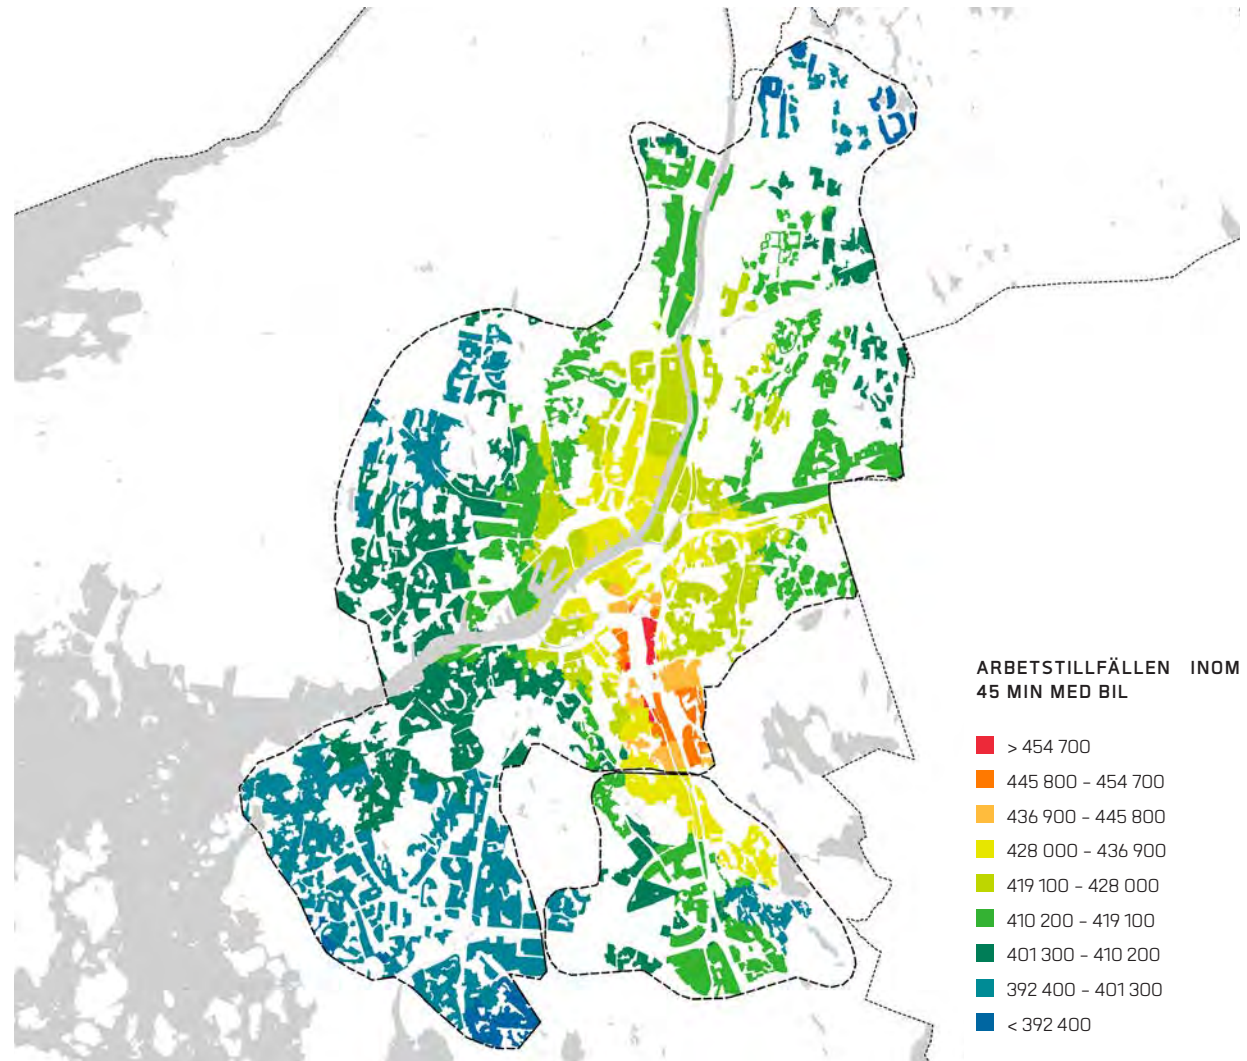 ARBETSTILLFÄLLEN INOM
45 MIN MED BIL
> 454 700
445 800 – 454 700
436 900 – 445 800
428 000 – 436 900
419 100 – 428 000
410 200 – 419 100
401 300 – 410 200
392 400 – 401 300
< 392 400